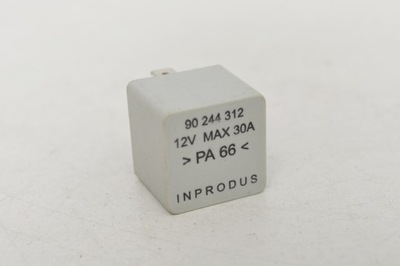 90 244 312
12V MAX 30A
> PA 66 <
INPRODUS